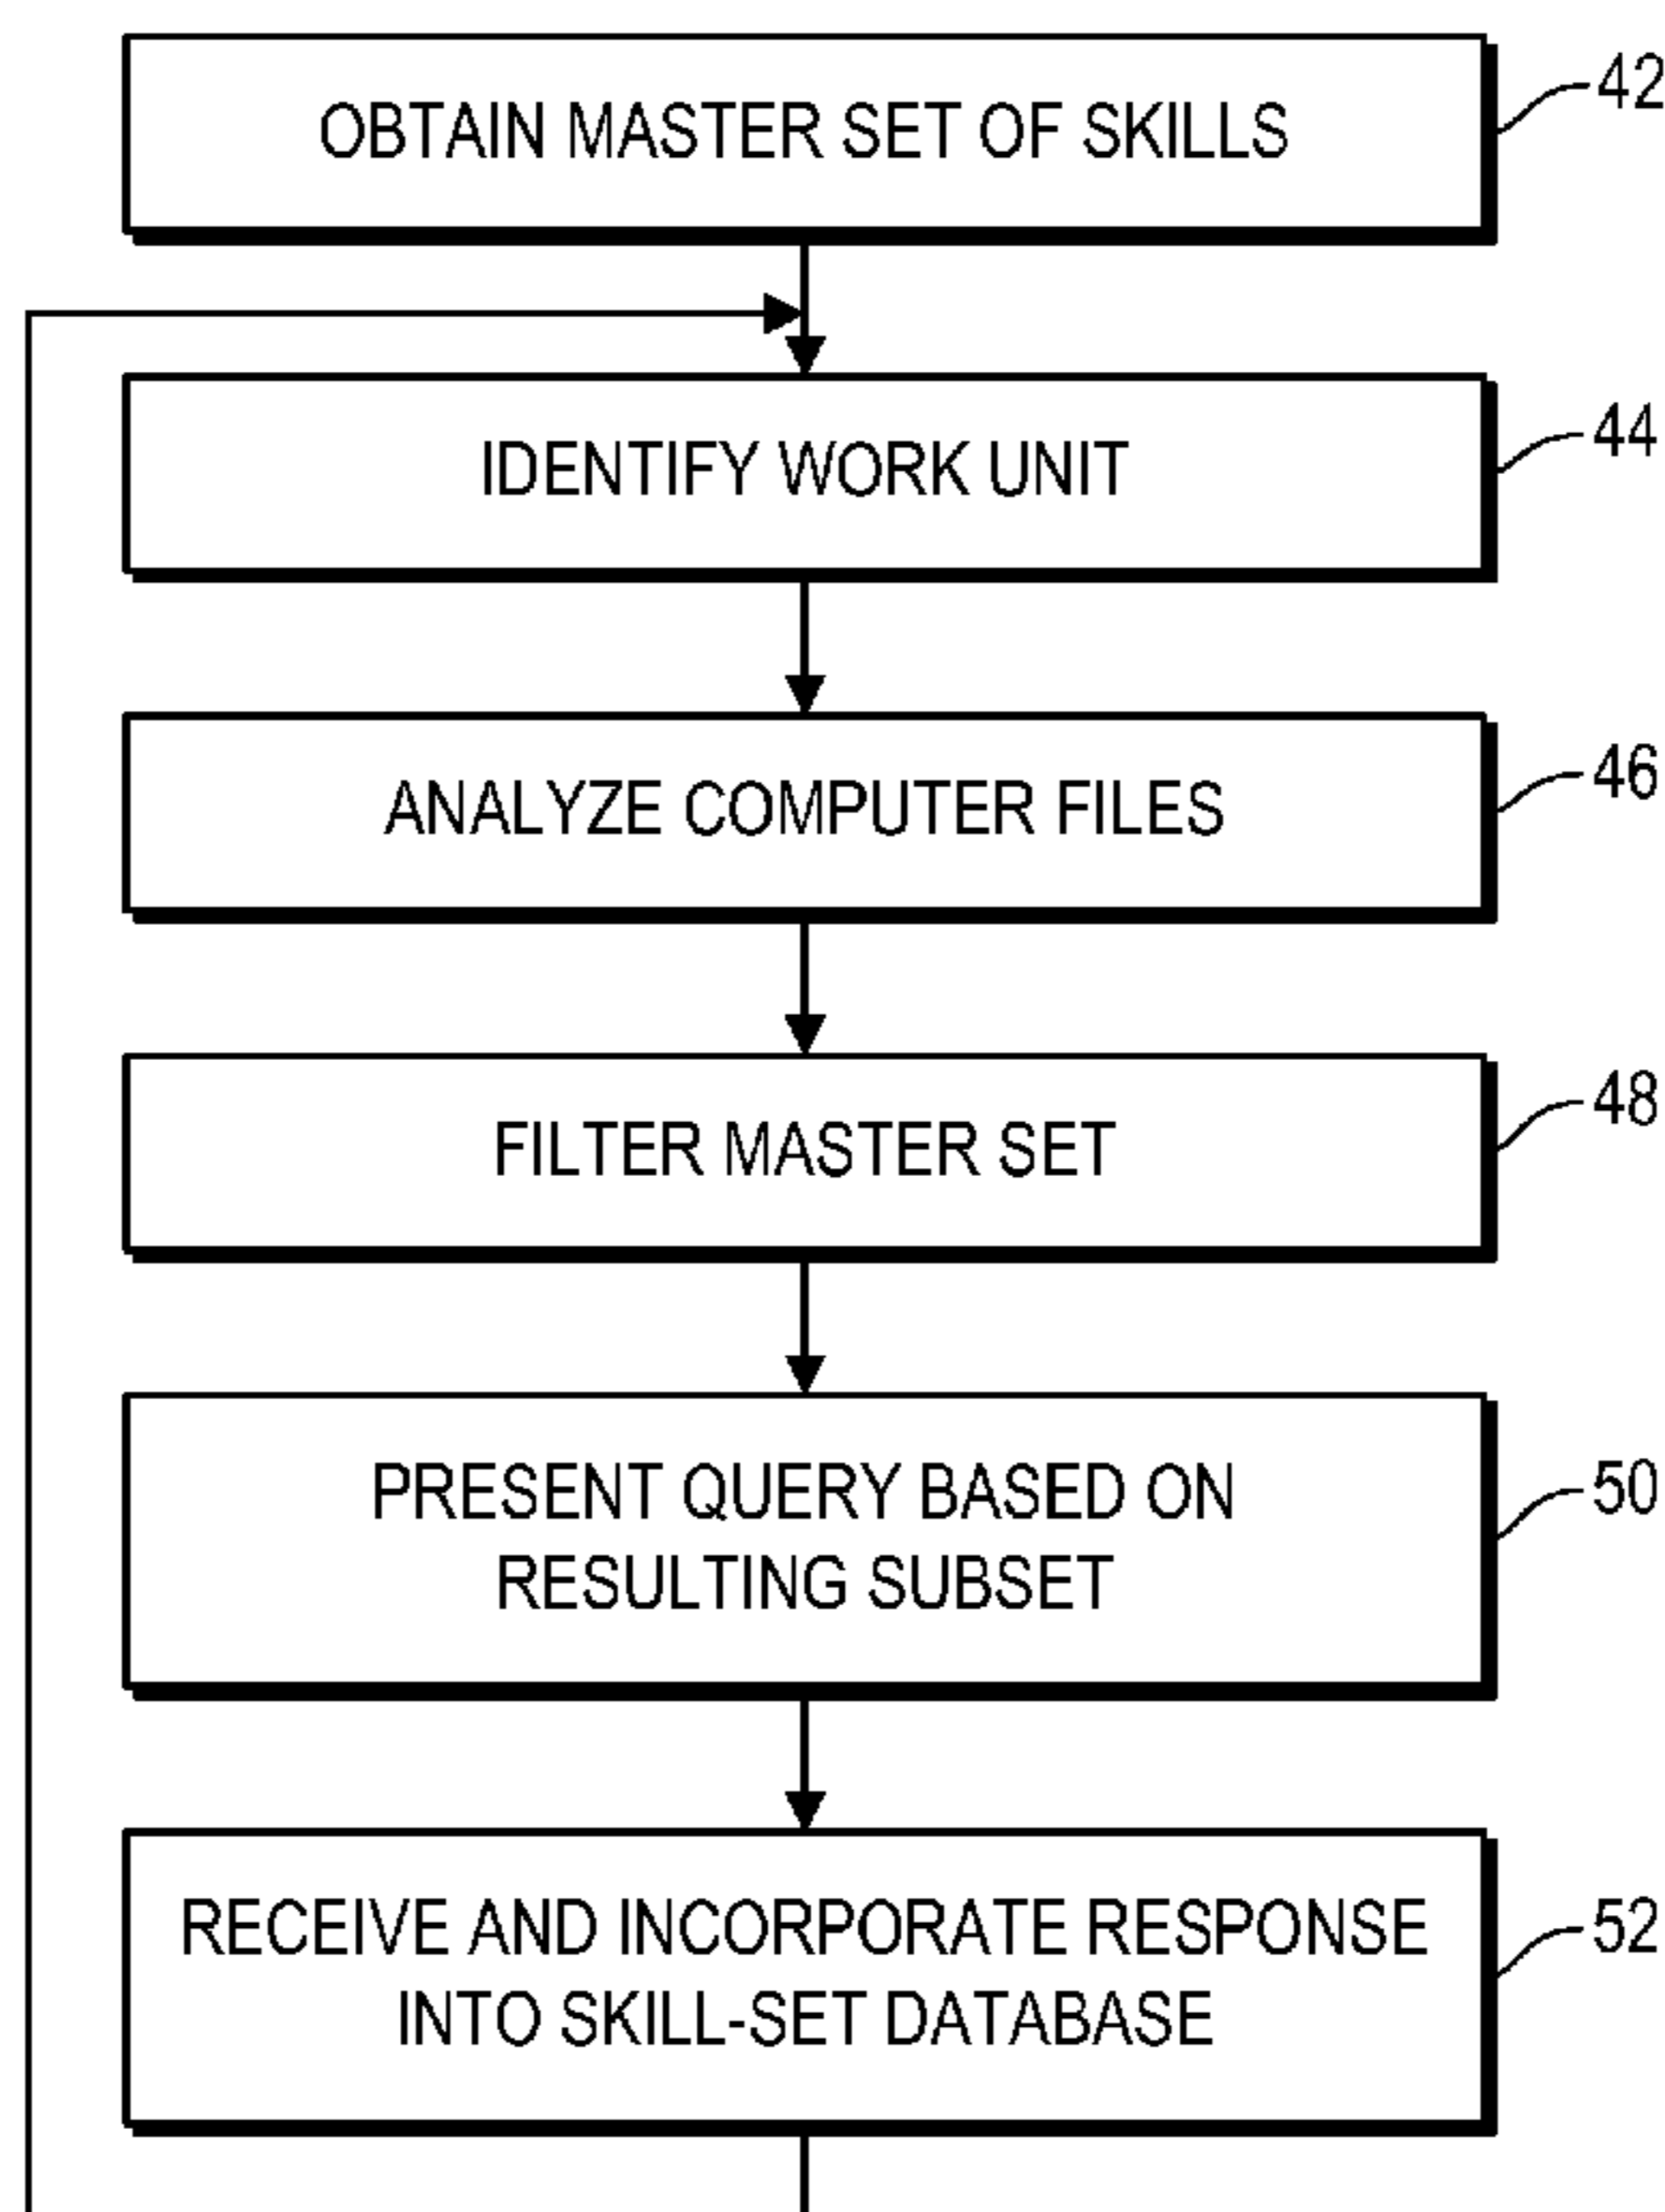 OBTAIN MASTER SET OF SKILLS
42
IDENTIFY WORK UNIT
44
ANALYZE COMPUTER FILES
46
FILTER MASTER SET
48
PRESENT QUERY BASED ON
RESULTING SUBSET
50
RECEIVE AND INCORPORATE RESPONSE
INTO SKILL-SET DATABASE
52